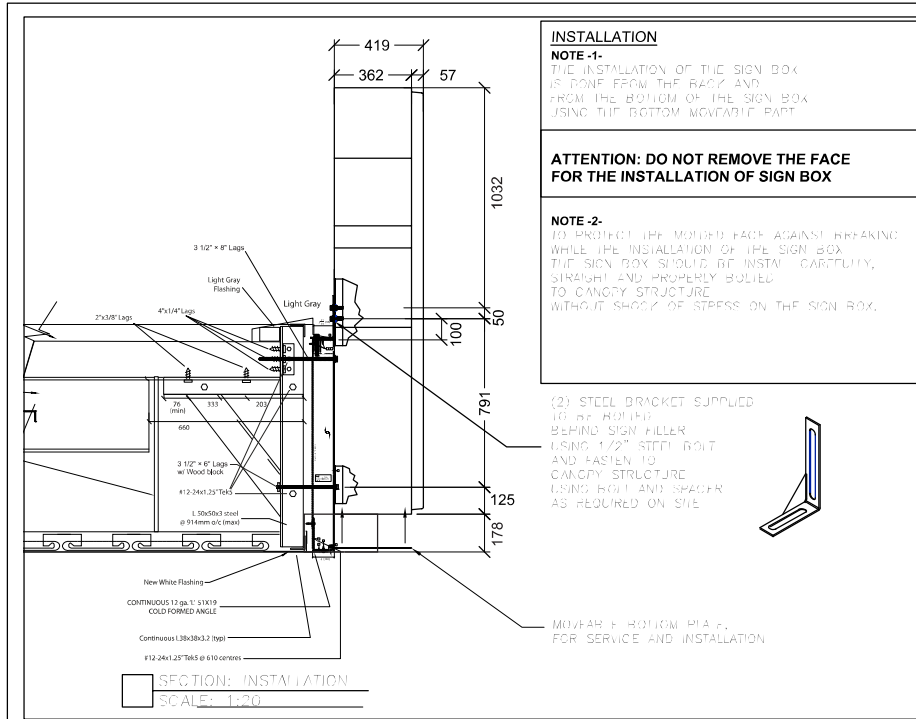 INSTALLATION
NOTE -1-
THE INSTALLATION OF THE SIGN BOX
IS DONE FROM THE BACK AND
FROM THE BOTTOM OF THE SIGN BOX
USING THE BOTTOM MOVEABLE PART
ATTENTION: DO NOT REMOVE THE FACE
FOR THE INSTALLATION OF SIGN BOX
NOTE -2-
TO PROTECT THE MOLDED FACE AGAINST BREAKING
WHILE THE INSTALLATION OF THE SIGN BOX
THE SIGN BOX SHOULD BE INSTAL CAREFULLY,
STRAIGHT AND PROPERLY BOLTED
TO CANOPY STRUCTURE
WITHOUT SHOCK OF STRESS ON THE SIGN BOX.
(2) STEEL BRACKET SUPPLIED
TO BE BOLTED
BEHIND SIGN FILLER
USING 1/2" STEEL BOLT
AND FASTEN TO
CANOPY STRUCTURE
USING BOLT AND SPACER
AS REQUIRED ON SITE
MOVEABLE BOTTOM PLATE,
FOR SERVICE AND INSTALLATION
419
362
57
1032
50
100
791
125
178
3 1/2" × 8" Lags
Light Gray
Flashing
Light Gray
4"x1/4" Lags
2"x3/8" Lags
76
(min)
333
203
660
3 1/2" × 6" Lags
w/ Wood block
#12-24x1.25" Tek5
L 50x50x3 steel
@ 914mm o/c (max)
New White Flashing
CONTINUOUS 12 ga. 'L' 51X19
COLD FORMED ANGLE
Continuous L38x38x3.2 (typ)
#12-24x1.25" Tek5 @ 610 centres
SECTION: INSTALLATION
SCALE: 1:20